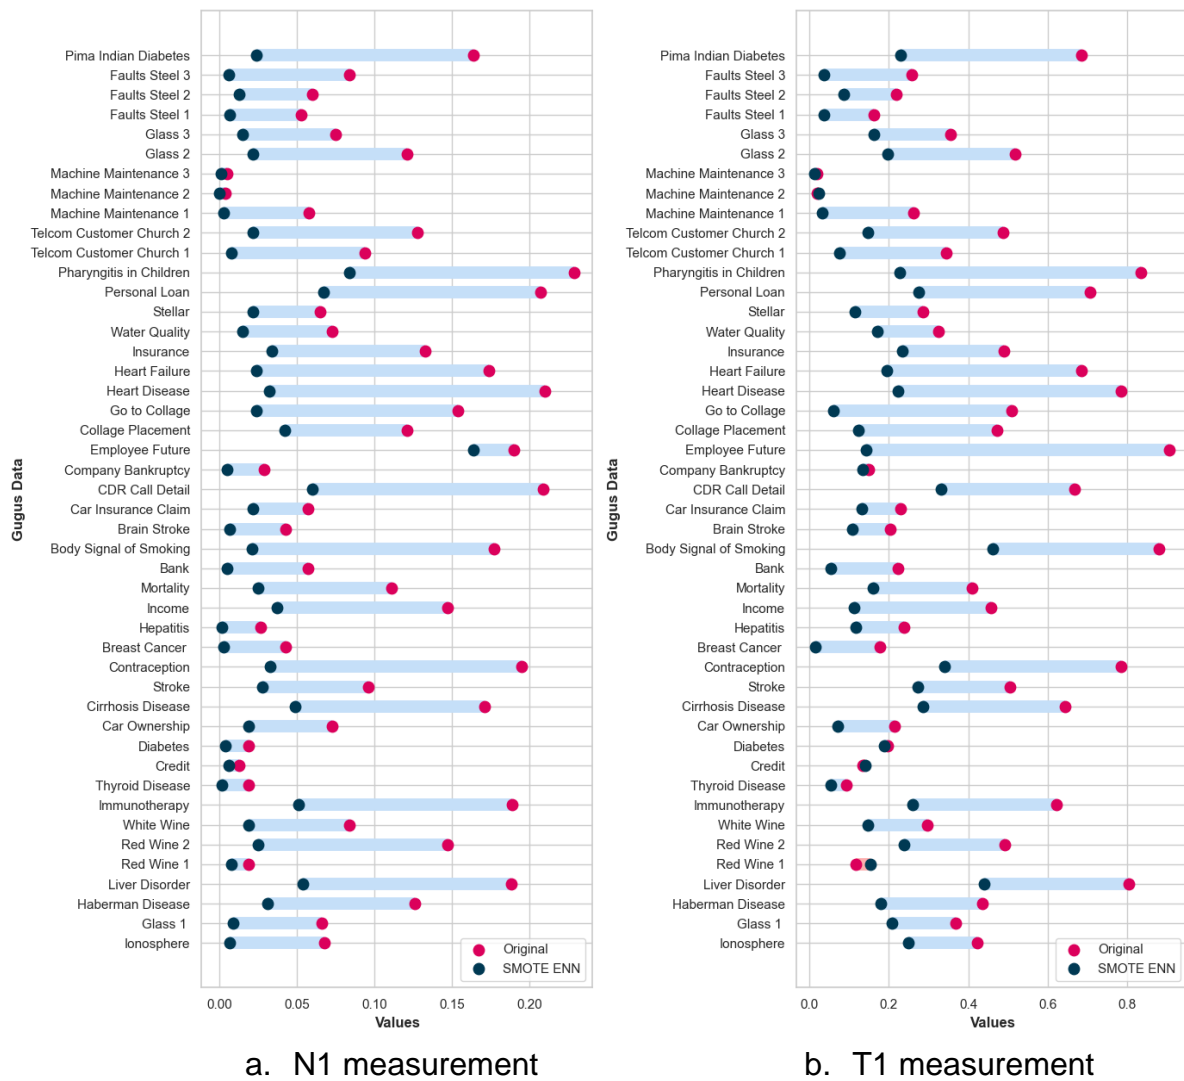 Pima Indian Diabetes
Faults Steel 3
Faults Steel 2
Faults Steel 1
Glass 3
Glass 2
Machine Maintenance 3
Machine Maintenance 2
Machine Maintenance 1
Telcom Customer Church 2
Telcom Customer Church 1
Pharyngitis in Children
Personal Loan
Stellar
Water Quality
Insurance
Heart Failure
Heart Disease
Go to Collage
Collage Placement
Employee Future
Company Bankruptcy
CDR Call Detail
Car Insurance Claim
Brain Stroke
Body Signal of Smoking
Bank
Mortality
Income
Hepatitis
Breast Cancer
Contraception
Stroke
Cirrhosis Disease
Car Ownership
Diabetes
Credit
Thyroid Disease
Immunotherapy
White Wine
Red Wine 2
Red Wine 1
Liver Disorder
Haberman Disease
Glass 1
Ionosphere
Gugus Data
Original
SMOTE ENN
0.00 0.05 0.10 0.15 0.20
Values
a. N1 measurement
Pima Indian Diabetes
Faults Steel 3
Faults Steel 2
Faults Steel 1
Glass 3
Glass 2
Machine Maintenance 3
Machine Maintenance 2
Machine Maintenance 1
Telcom Customer Church 2
Telcom Customer Church 1
Pharyngitis in Children
Personal Loan
Stellar
Water Quality
Insurance
Heart Failure
Heart Disease
Go to Collage
Collage Placement
Employee Future
Company Bankruptcy
CDR Call Detail
Car Insurance Claim
Brain Stroke
Body Signal of Smoking
Bank
Mortality
Income
Hepatitis
Breast Cancer
Contraception
Stroke
Cirrhosis Disease
Car Ownership
Diabetes
Credit
Thyroid Disease
Immunotherapy
White Wine
Red Wine 2
Red Wine 1
Liver Disorder
Haberman Disease
Glass 1
Ionosphere
Gugus Data
Original
SMOTE ENN
0.0 0.2 0.4 0.6 0.8
Values
b. T1 measurement